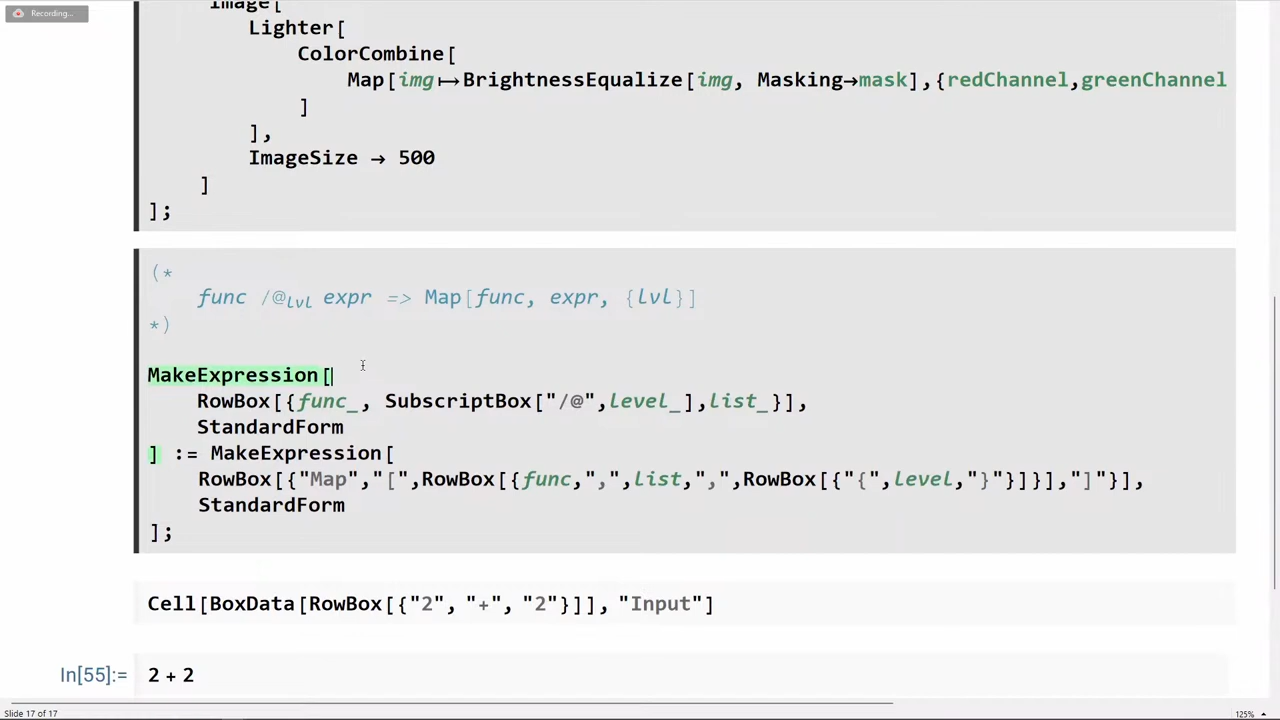 Recording...
Image[
Lighter[
ColorCombine[
Map[img↦BrightnessEqualize[img, Masking→mask],{redChannel,greenChannel
]
],
ImageSize → 500
]
];
(*
func /@lvl expr => Map[func, expr, {lvl}]
*)
MakeExpression[
RowBox[{func_, SubscriptBox["/@",level_],list_}],
StandardForm
] := MakeExpression[
RowBox[{"Map","[",RowBox[{func,",",list,",",RowBox[{"{",level,"}"}]}],"]"}],
StandardForm
];
Cell[BoxData[RowBox[{"2", "+", "2"}]], "Input"]
In[55]:= 2 + 2
Slide 17 of 17
125%